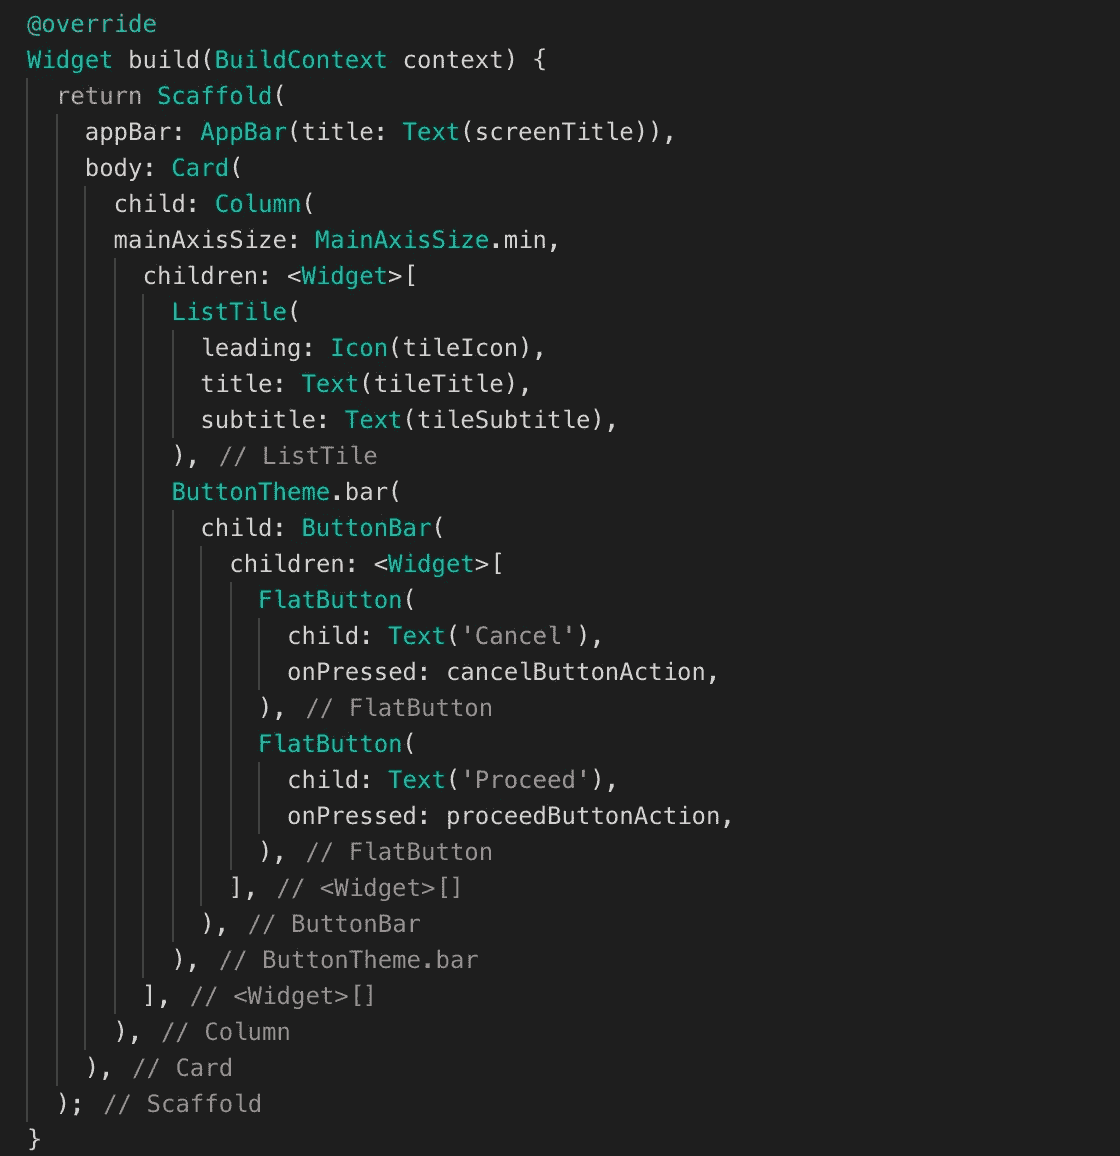 @override
Widget build(BuildContext context) {
  return Scaffold(
    appBar: AppBar(title: Text(screenTitle)),
    body: Card(
      child: Column(
      mainAxisSize: MainAxisSize.min,
        children: <Widget>[
          ListTile(
            leading: Icon(tileIcon),
            title: Text(tileTitle),
            subtitle: Text(tileSubtitle),
          ), // ListTile
          ButtonTheme.bar(
            child: ButtonBar(
              children: <Widget>[
                FlatButton(
                  child: Text('Cancel'),
                  onPressed: cancelButtonAction,
                ), // FlatButton
                FlatButton(
                  child: Text('Proceed'),
                  onPressed: proceedButtonAction,
                ), // FlatButton
              ], // <Widget>[]
            ), // ButtonBar
          ), // ButtonTheme.bar
        ], // <Widget>[]
      ), // Column
    ), // Card
  ); // Scaffold
}